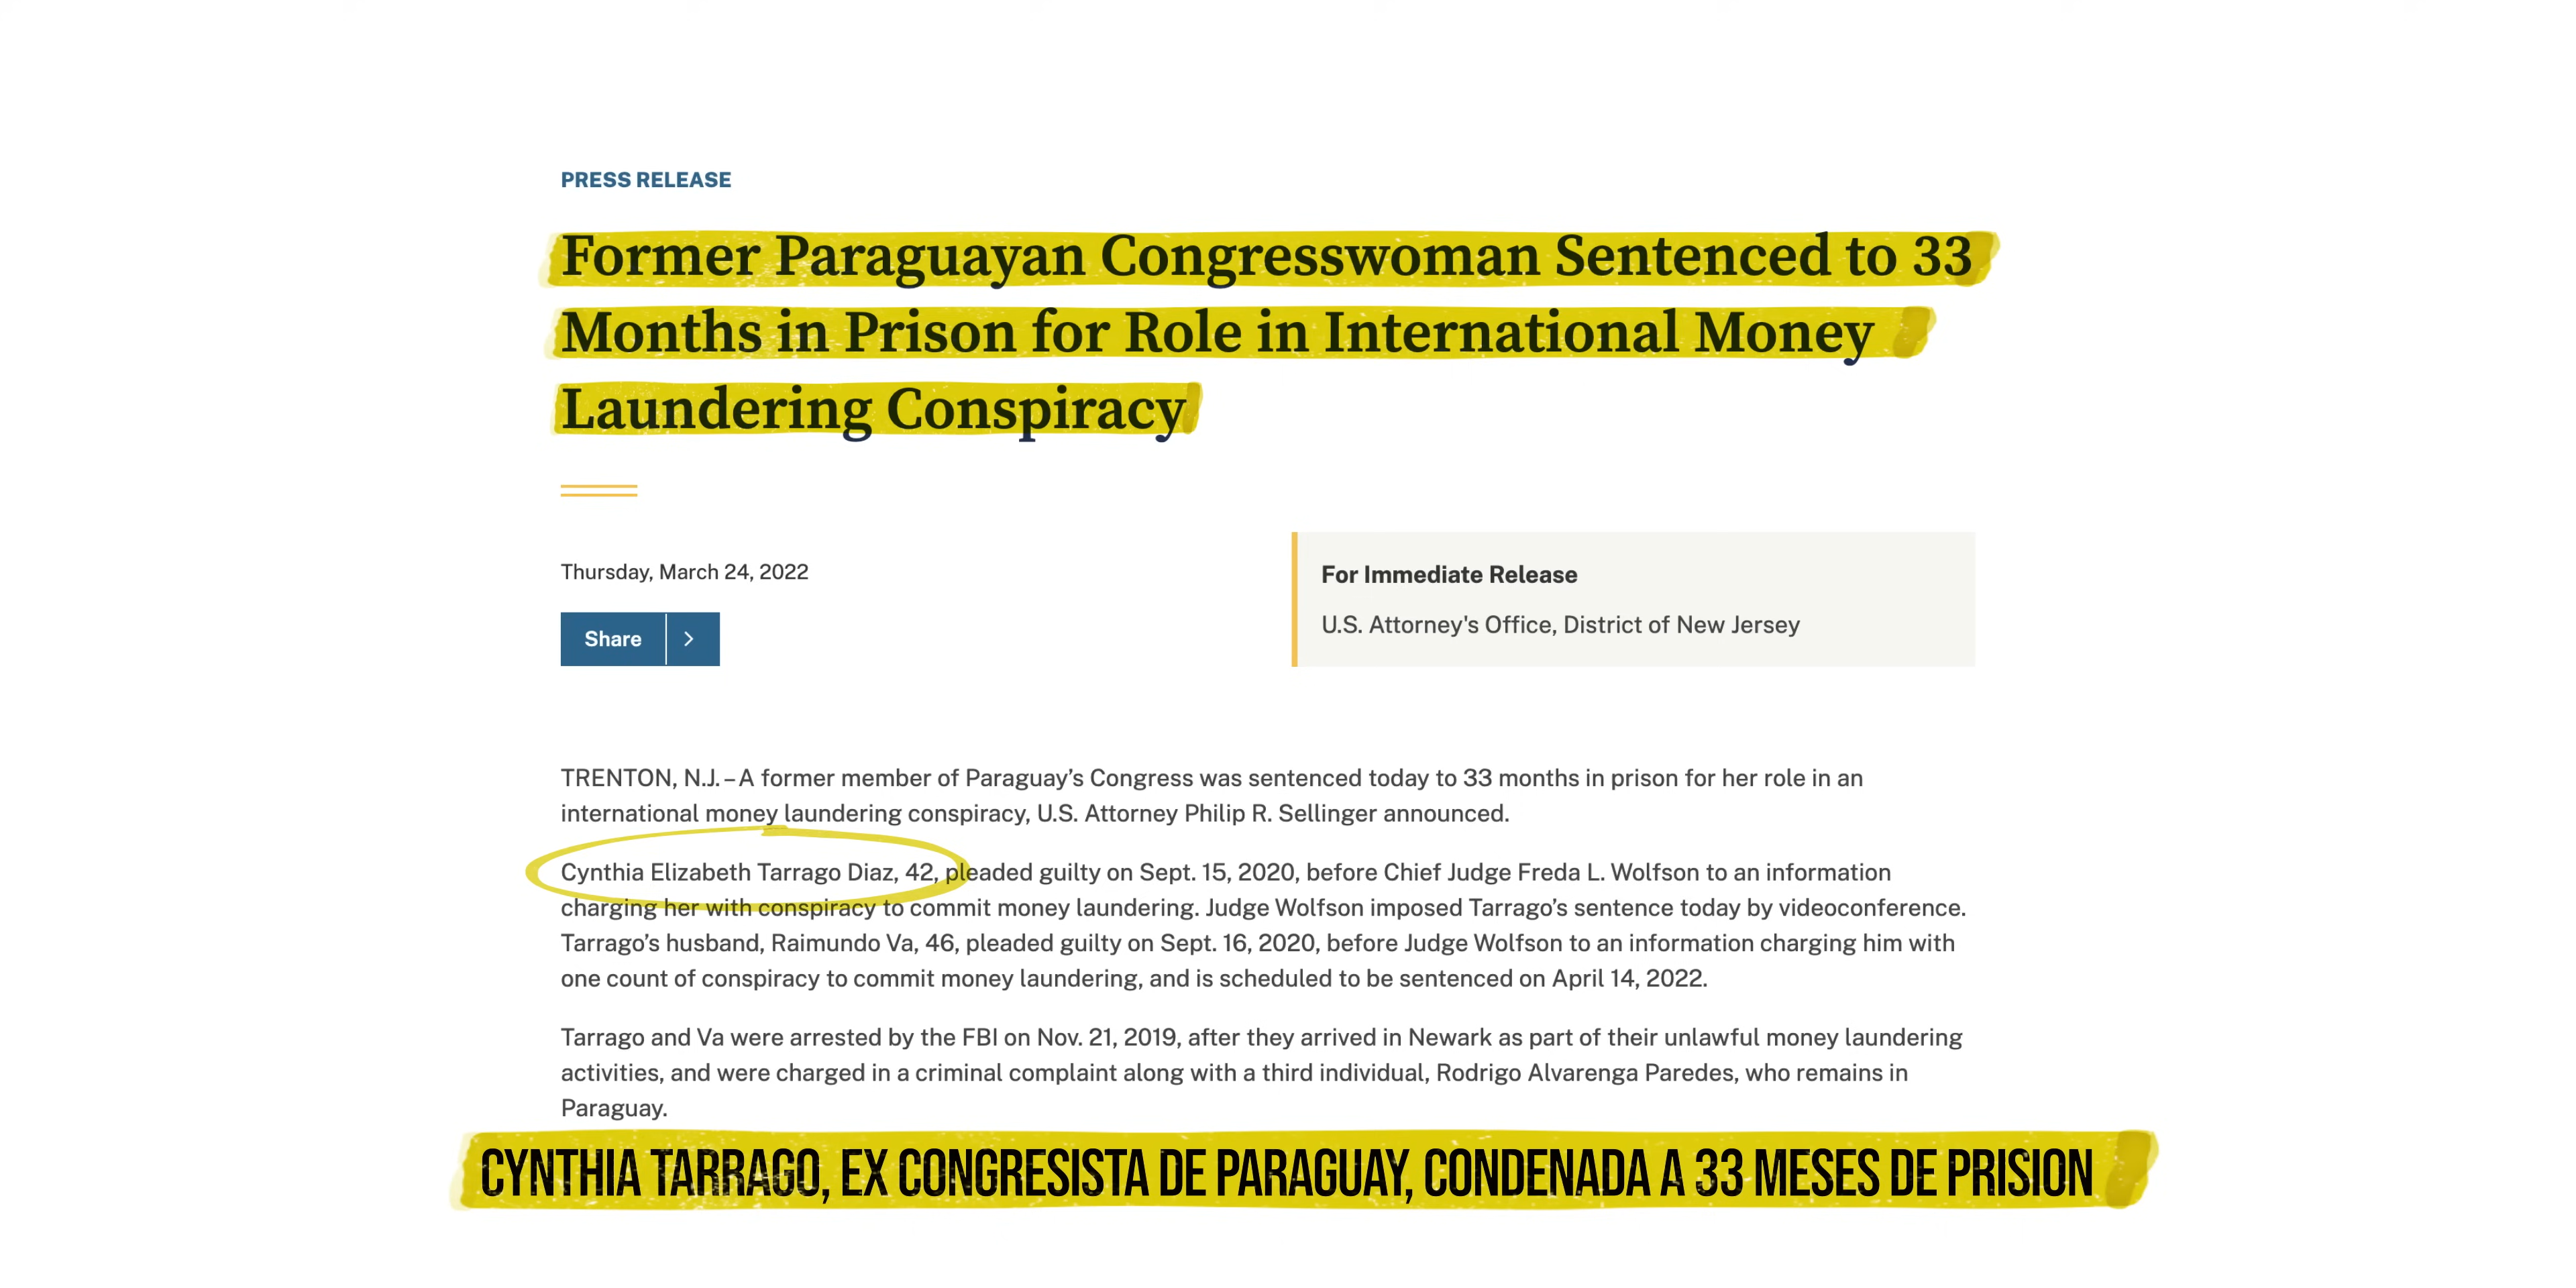 PRESS RELEASE
Former Paraguayan Congresswoman Sentenced to 33
Months in Prison for Role in International Money
Laundering Conspiracy
Thursday, March 24, 2022
Share
For Immediate Release
U.S. Attorney's Office, District of New Jersey
TRENTON, N.J. – A former member of Paraguay’s Congress was sentenced today to 33 months in prison for her role in an
international money laundering conspiracy, U.S. Attorney Philip R. Sellinger announced.
Cynthia Elizabeth Tarrago Diaz, 42, pleaded guilty on Sept. 15, 2020, before Chief Judge Freda L. Wolfson to an information
charging her with conspiracy to commit money laundering. Judge Wolfson imposed Tarrago’s sentence today by videoconference.
Tarrago’s husband, Raimundo Va, 46, pleaded guilty on Sept. 16, 2020, before Judge Wolfson to an information charging him with
one count of conspiracy to commit money laundering, and is scheduled to be sentenced on April 14, 2022.
Tarrago and Va were arrested by the FBI on Nov. 21, 2019, after they arrived in Newark as part of their unlawful money laundering
activities, and were charged in a criminal complaint along with a third individual, Rodrigo Alvarenga Paredes, who remains in
Paraguay.
CYNTHIA TARRAGO, EX CONGRESISTA DE PARAGUAY, CONDENADA A 33 MESES DE PRISION